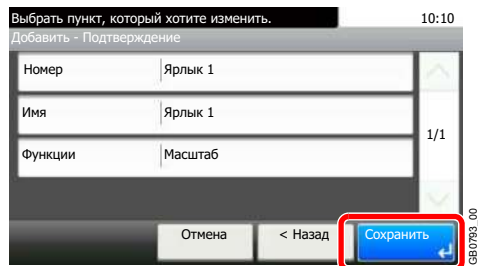 Выбрать пункт, который хотите изменить.
10:10
Добавить - Подтверждение
Номер Ярлык 1
Имя Ярлык 1
1/1
Функции Масштаб
Отмена < Назад Сохранить
GB0793_00